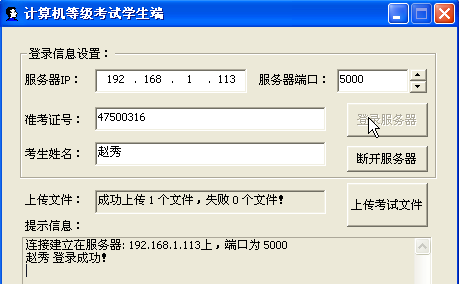 计算机等级考试学生端
登录信息设置：
服务器IP： 192 . 168 . 1 . 113 服务器端口： 5000
准考证号： 47500316 登录服务器
考生姓名： 赵秀 断开服务器
上传文件： 成功上传 1 个文件，失败 0 个文件！ 上传考试文件
提示信息：
连接建立在服务器: 192.168.1.113上，端口为 5000
赵秀 登录成功！